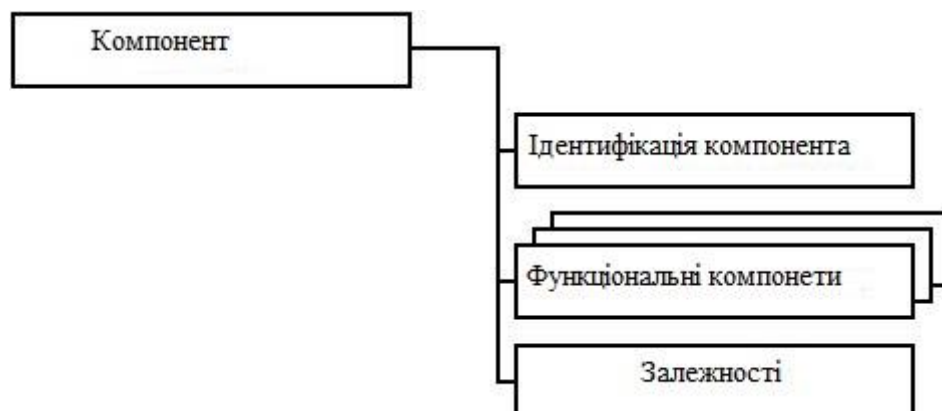 Компонент
Ідентифікація компонента
Функціональні компонети
Залежності